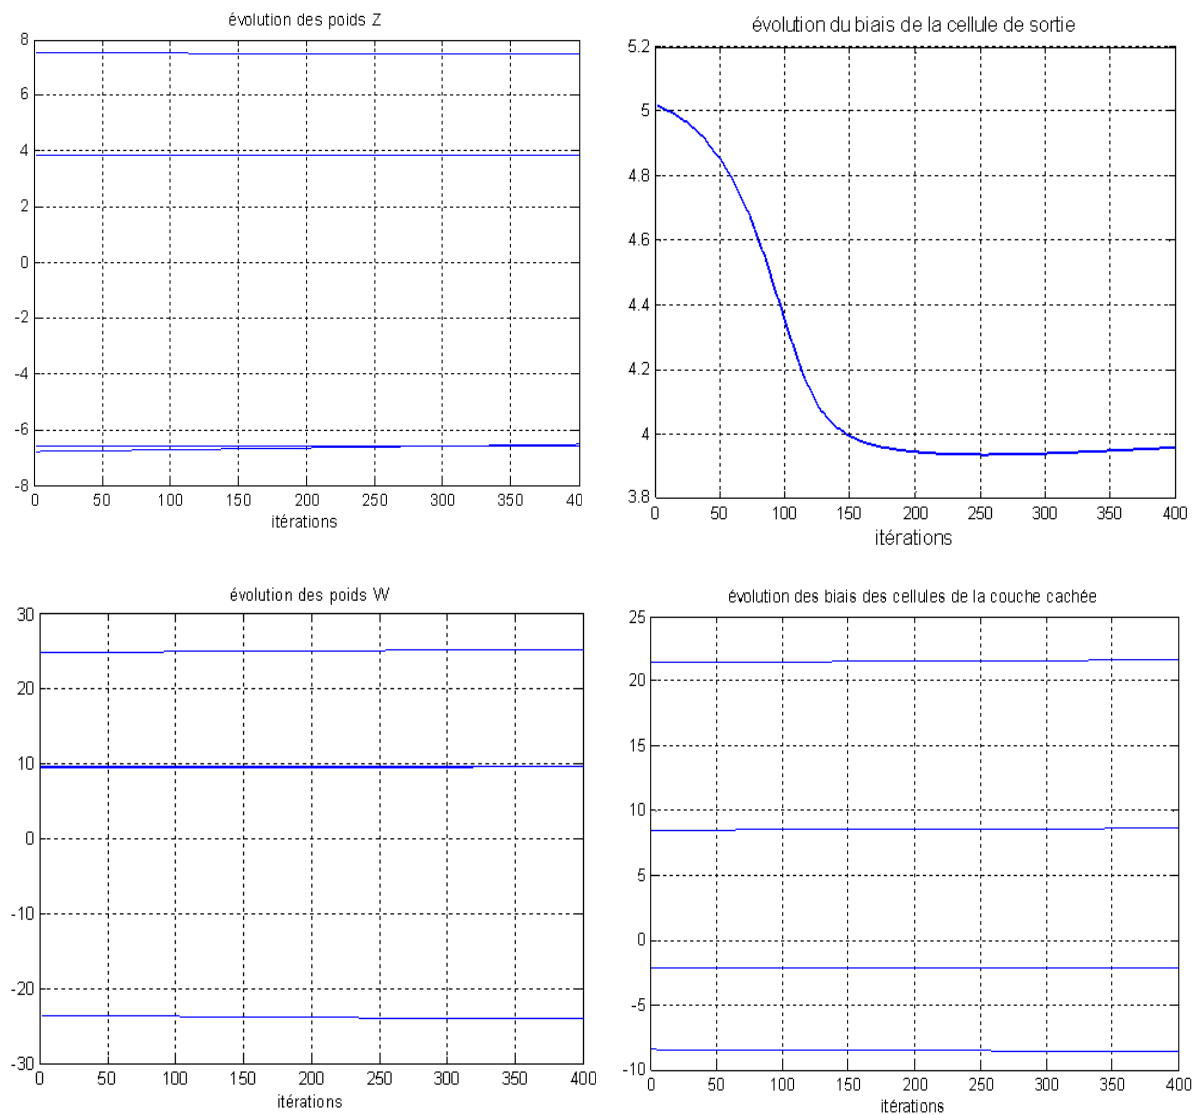 évolution des poids Z
8
6
4
2
0
-2
-4
-6
-8
0 50 100 150 200 250 300 350 40
itérations
évolution du biais de la cellule de sortie
5.2
5
4.8
4.6
4.4
4.2
4
3.8
0 50 100 150 200 250 300 350 400
itérations
évolution des poids W
30
20
10
0
-10
-20
-30
0 50 100 150 200 250 300 350 400
itérations
évolution des biais des cellules de la couche cachée
25
20
15
10
5
0
-5
-10
0 50 100 150 200 250 300 350 400
itérations